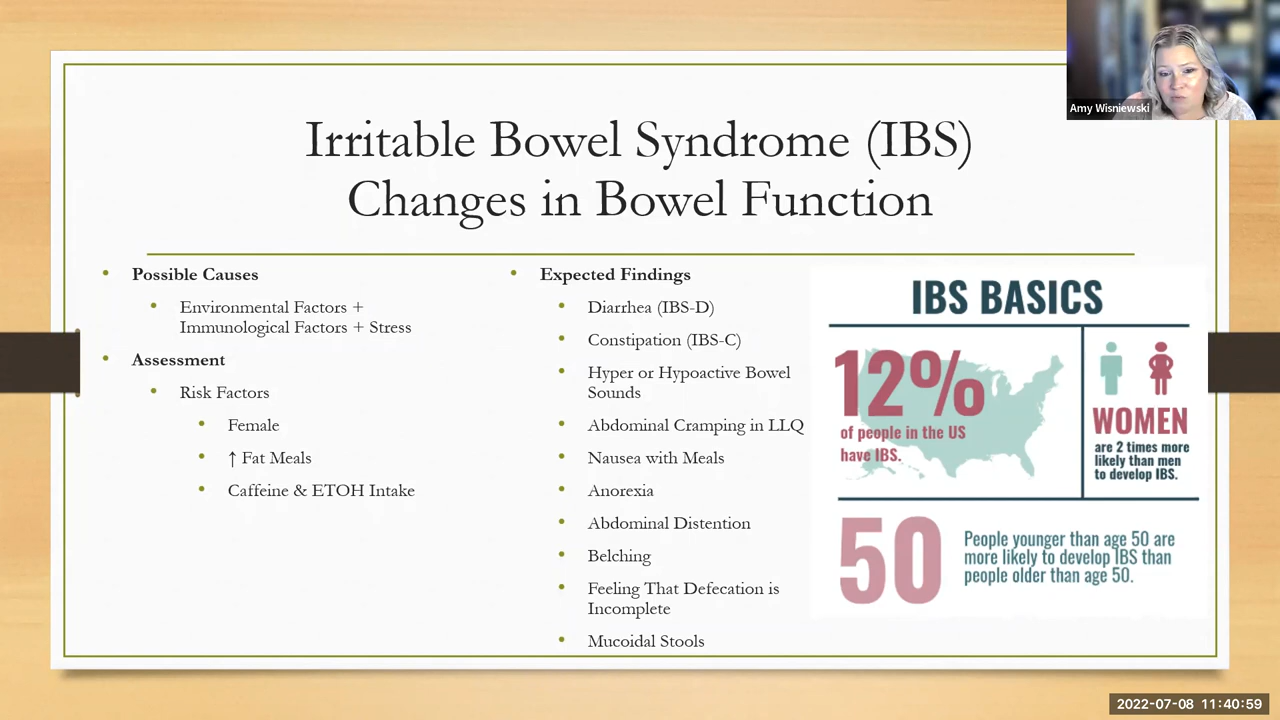 Amy Wisniewski
Irritable Bowel Syndrome (IBS)
Changes in Bowel Function
• Possible Causes
• Environmental Factors +
Immunological Factors + Stress
• Assessment
• Risk Factors
• Female
• ↑ Fat Meals
• Caffeine & ETOH Intake
• Expected Findings
• Diarrhea (IBS-D)
• Constipation (IBS-C)
• Hyper or Hypoactive Bowel
Sounds
• Abdominal Cramping in LLQ
• Nausea with Meals
• Anorexia
• Abdominal Distention
• Belching
• Feeling That Defecation is
Incomplete
• Mucoidal Stools
IBS BASICS
12%
of people in the US
have IBS.
WOMEN
are 2 times more
likely than men
to develop IBS.
50
People younger than age 50 are
more likely to develop IBS than
people older than age 50.
2022-07-08 11:40:59